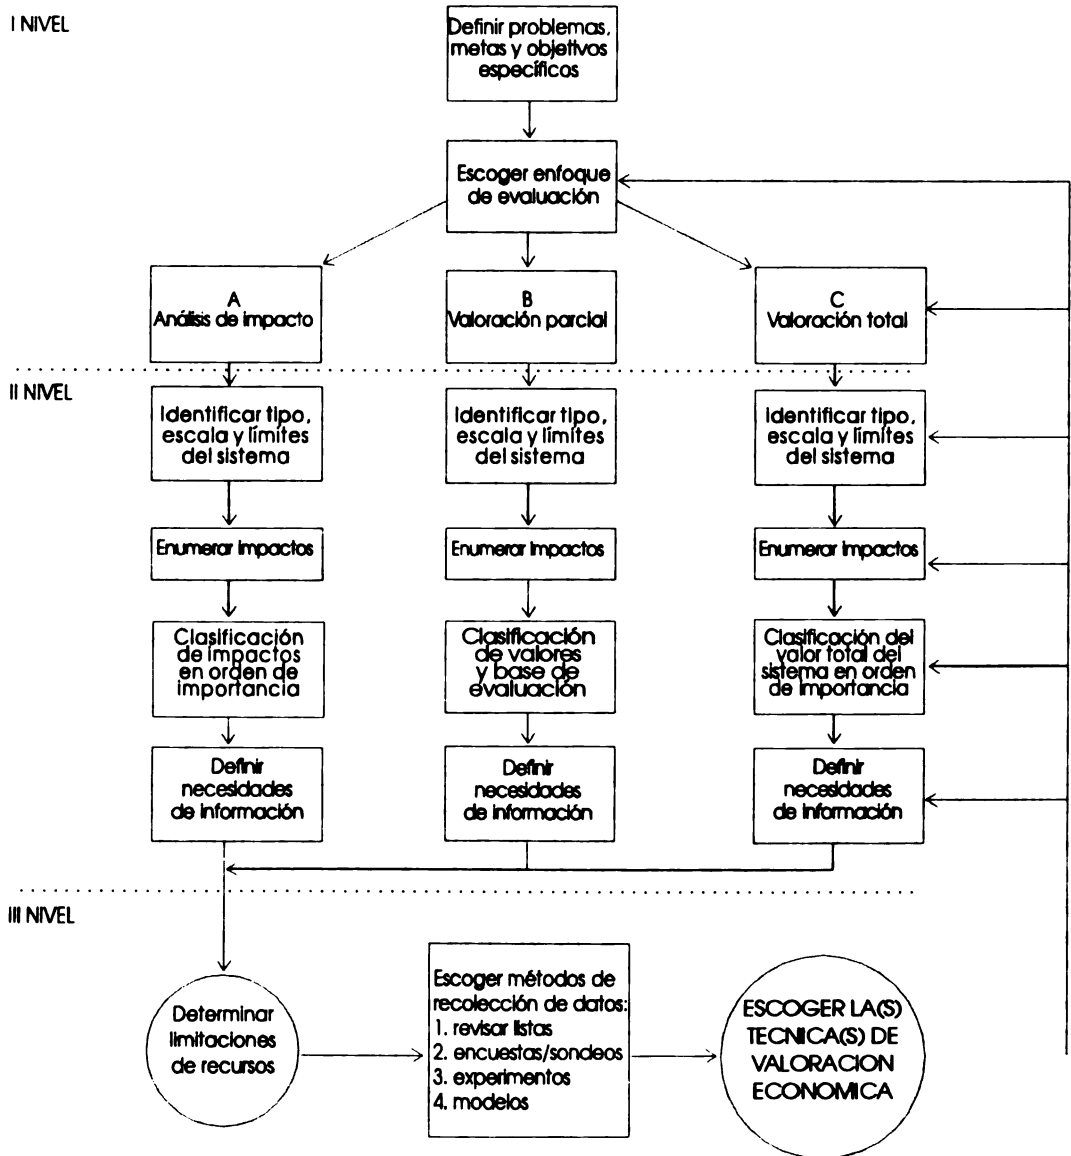 I NIVEL
Definir problemas,
metas y objetivos
específicos
Escoger enfoque
de evaluación
A
Análisis de impacto
B
Valoración parcial
C
Valoración total
II NIVEL
Identificar tipo,
escala y límites
del sistema
Identificar tipo,
escala y límites
del sistema
Identificar tipo,
escala y límites
del sistema
Enumerar impactos
Enumerar impactos
Enumerar impactos
Clasificación
de impactos
en orden de
importancia
Clasificación
de valores
y base de
evaluación
Clasificación del
valor total del
sistema en orden
de importancia
Definir
necesidades
de información
Definir
necesidades
de información
Definir
necesidades
de información
III NIVEL
Determinar
limitaciones
de recursos
Escoger métodos de
recolección de datos:
1. revisar listas
2. encuestas/sondeos
3. experimentos
4. modelos
ESCOGER LA(S)
TECNICA(S) DE
VALORACION
ECONOMICA